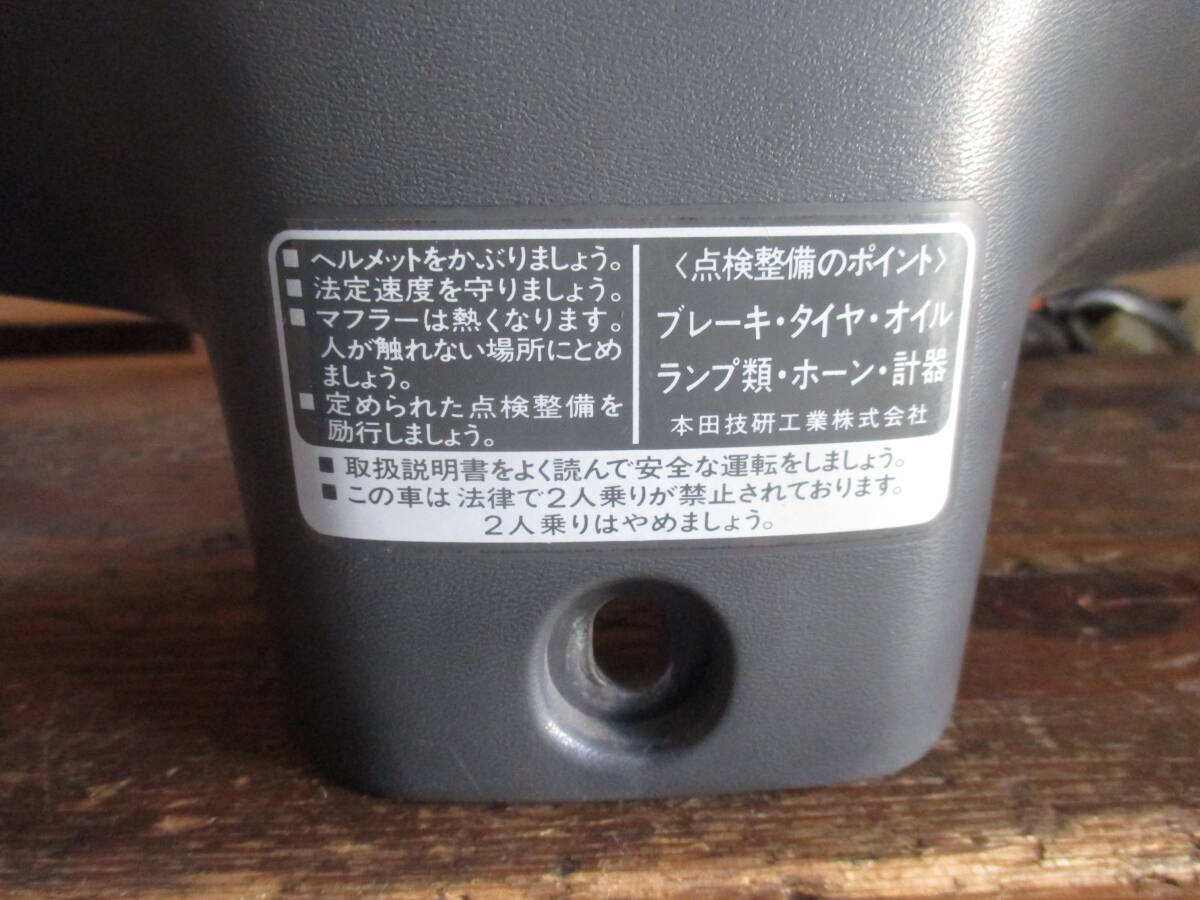 ■ ヘルメットをかぶりましょう。
■ 法定速度を守りましょう。
■ マフラーは熱くなります。
人が触れない場所にとめ
ましょう。
■ 定められた点検整備を
励行しましょう。
〈点検整備のポイント〉
ブレーキ・タイヤ・オイル
ランプ類・ホーン・計器
本田技研工業株式会社
■ 取扱説明書をよく読んで安全な運転をしましょう。
■ この車は法律で2人乗りが禁止されております。
2人乗りはやめましょう。